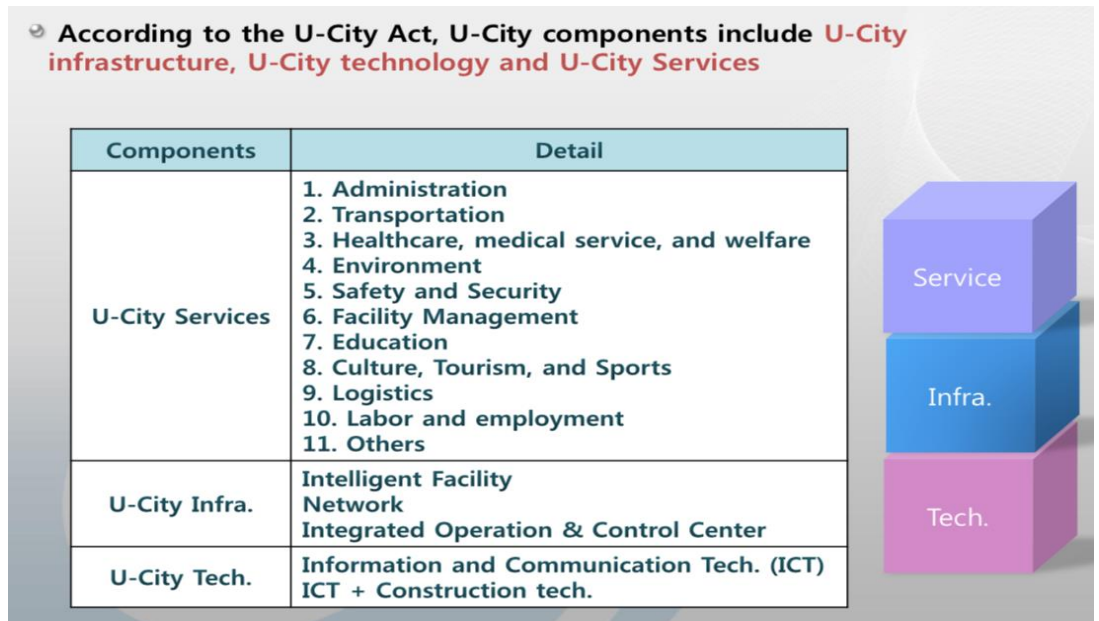 According to the U-City Act, U-City components include U-City
infrastructure, U-City technology and U-City Services
Components
Detail
U-City Services
1. Administration
2. Transportation
3. Healthcare, medical service, and welfare
4. Environment
5. Safety and Security
6. Facility Management
7. Education
8. Culture, Tourism, and Sports
9. Logistics
10. Labor and employment
11. Others
U-City Infra.
Intelligent Facility
Network
Integrated Operation & Control Center
U-City Tech.
Information and Communication Tech. (ICT)
ICT + Construction tech.
Service
Infra.
Tech.